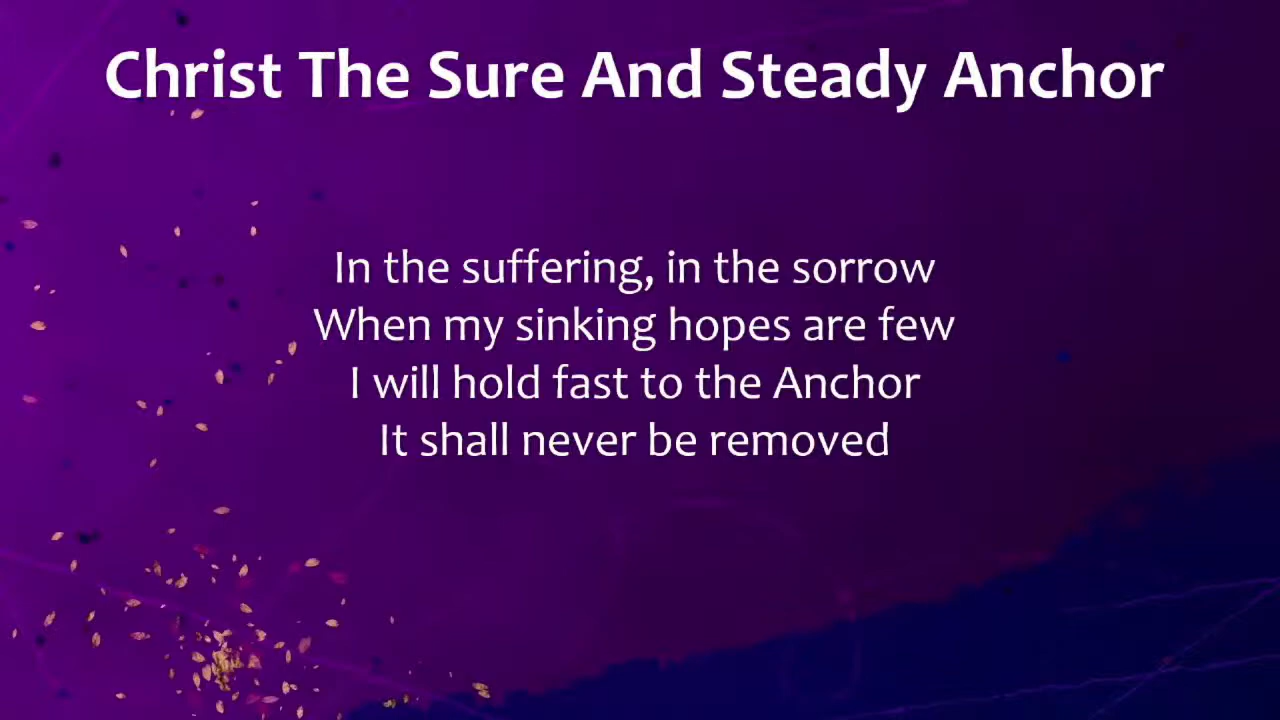 Christ The Sure And Steady Anchor
In the suffering, in the sorrow
When my sinking hopes are few
I will hold fast to the Anchor
It shall never be removed